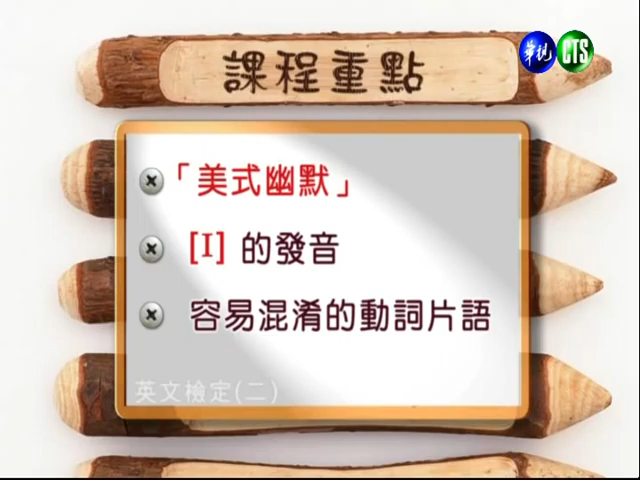 華視 CTS
課程重點
「美式幽默」
[I] 的發音
容易混淆的動詞片語
英文檢定(二)